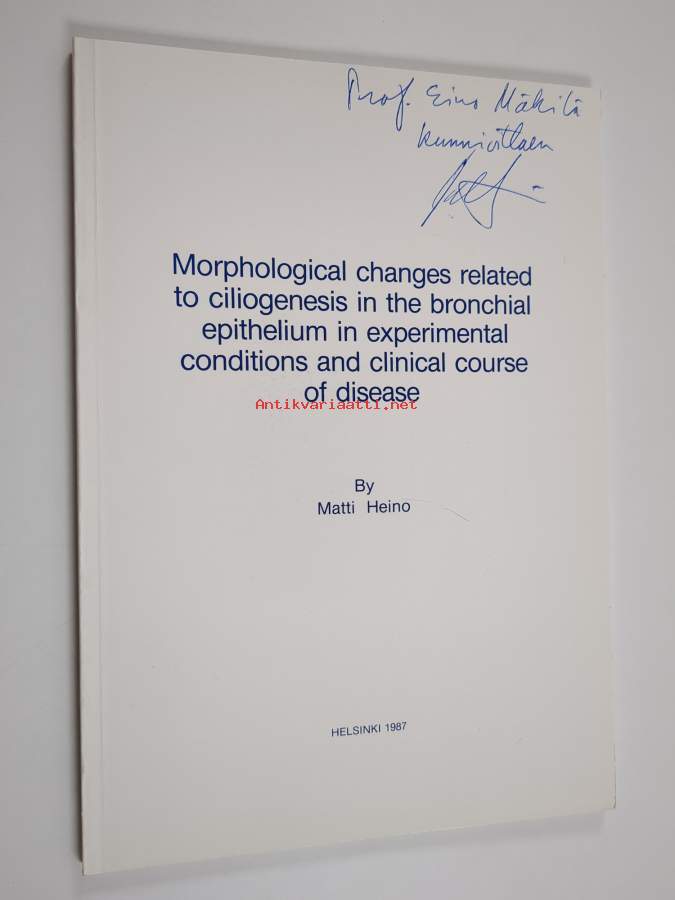 Prof. Eino Mäkilä
kunnioittaen
Morphological changes related
to ciliogenesis in the bronchial
epithelium in experimental
conditions and clinical course
of disease
Antikvariaatti.net
By
Matti Heino
HELSINKI 1987